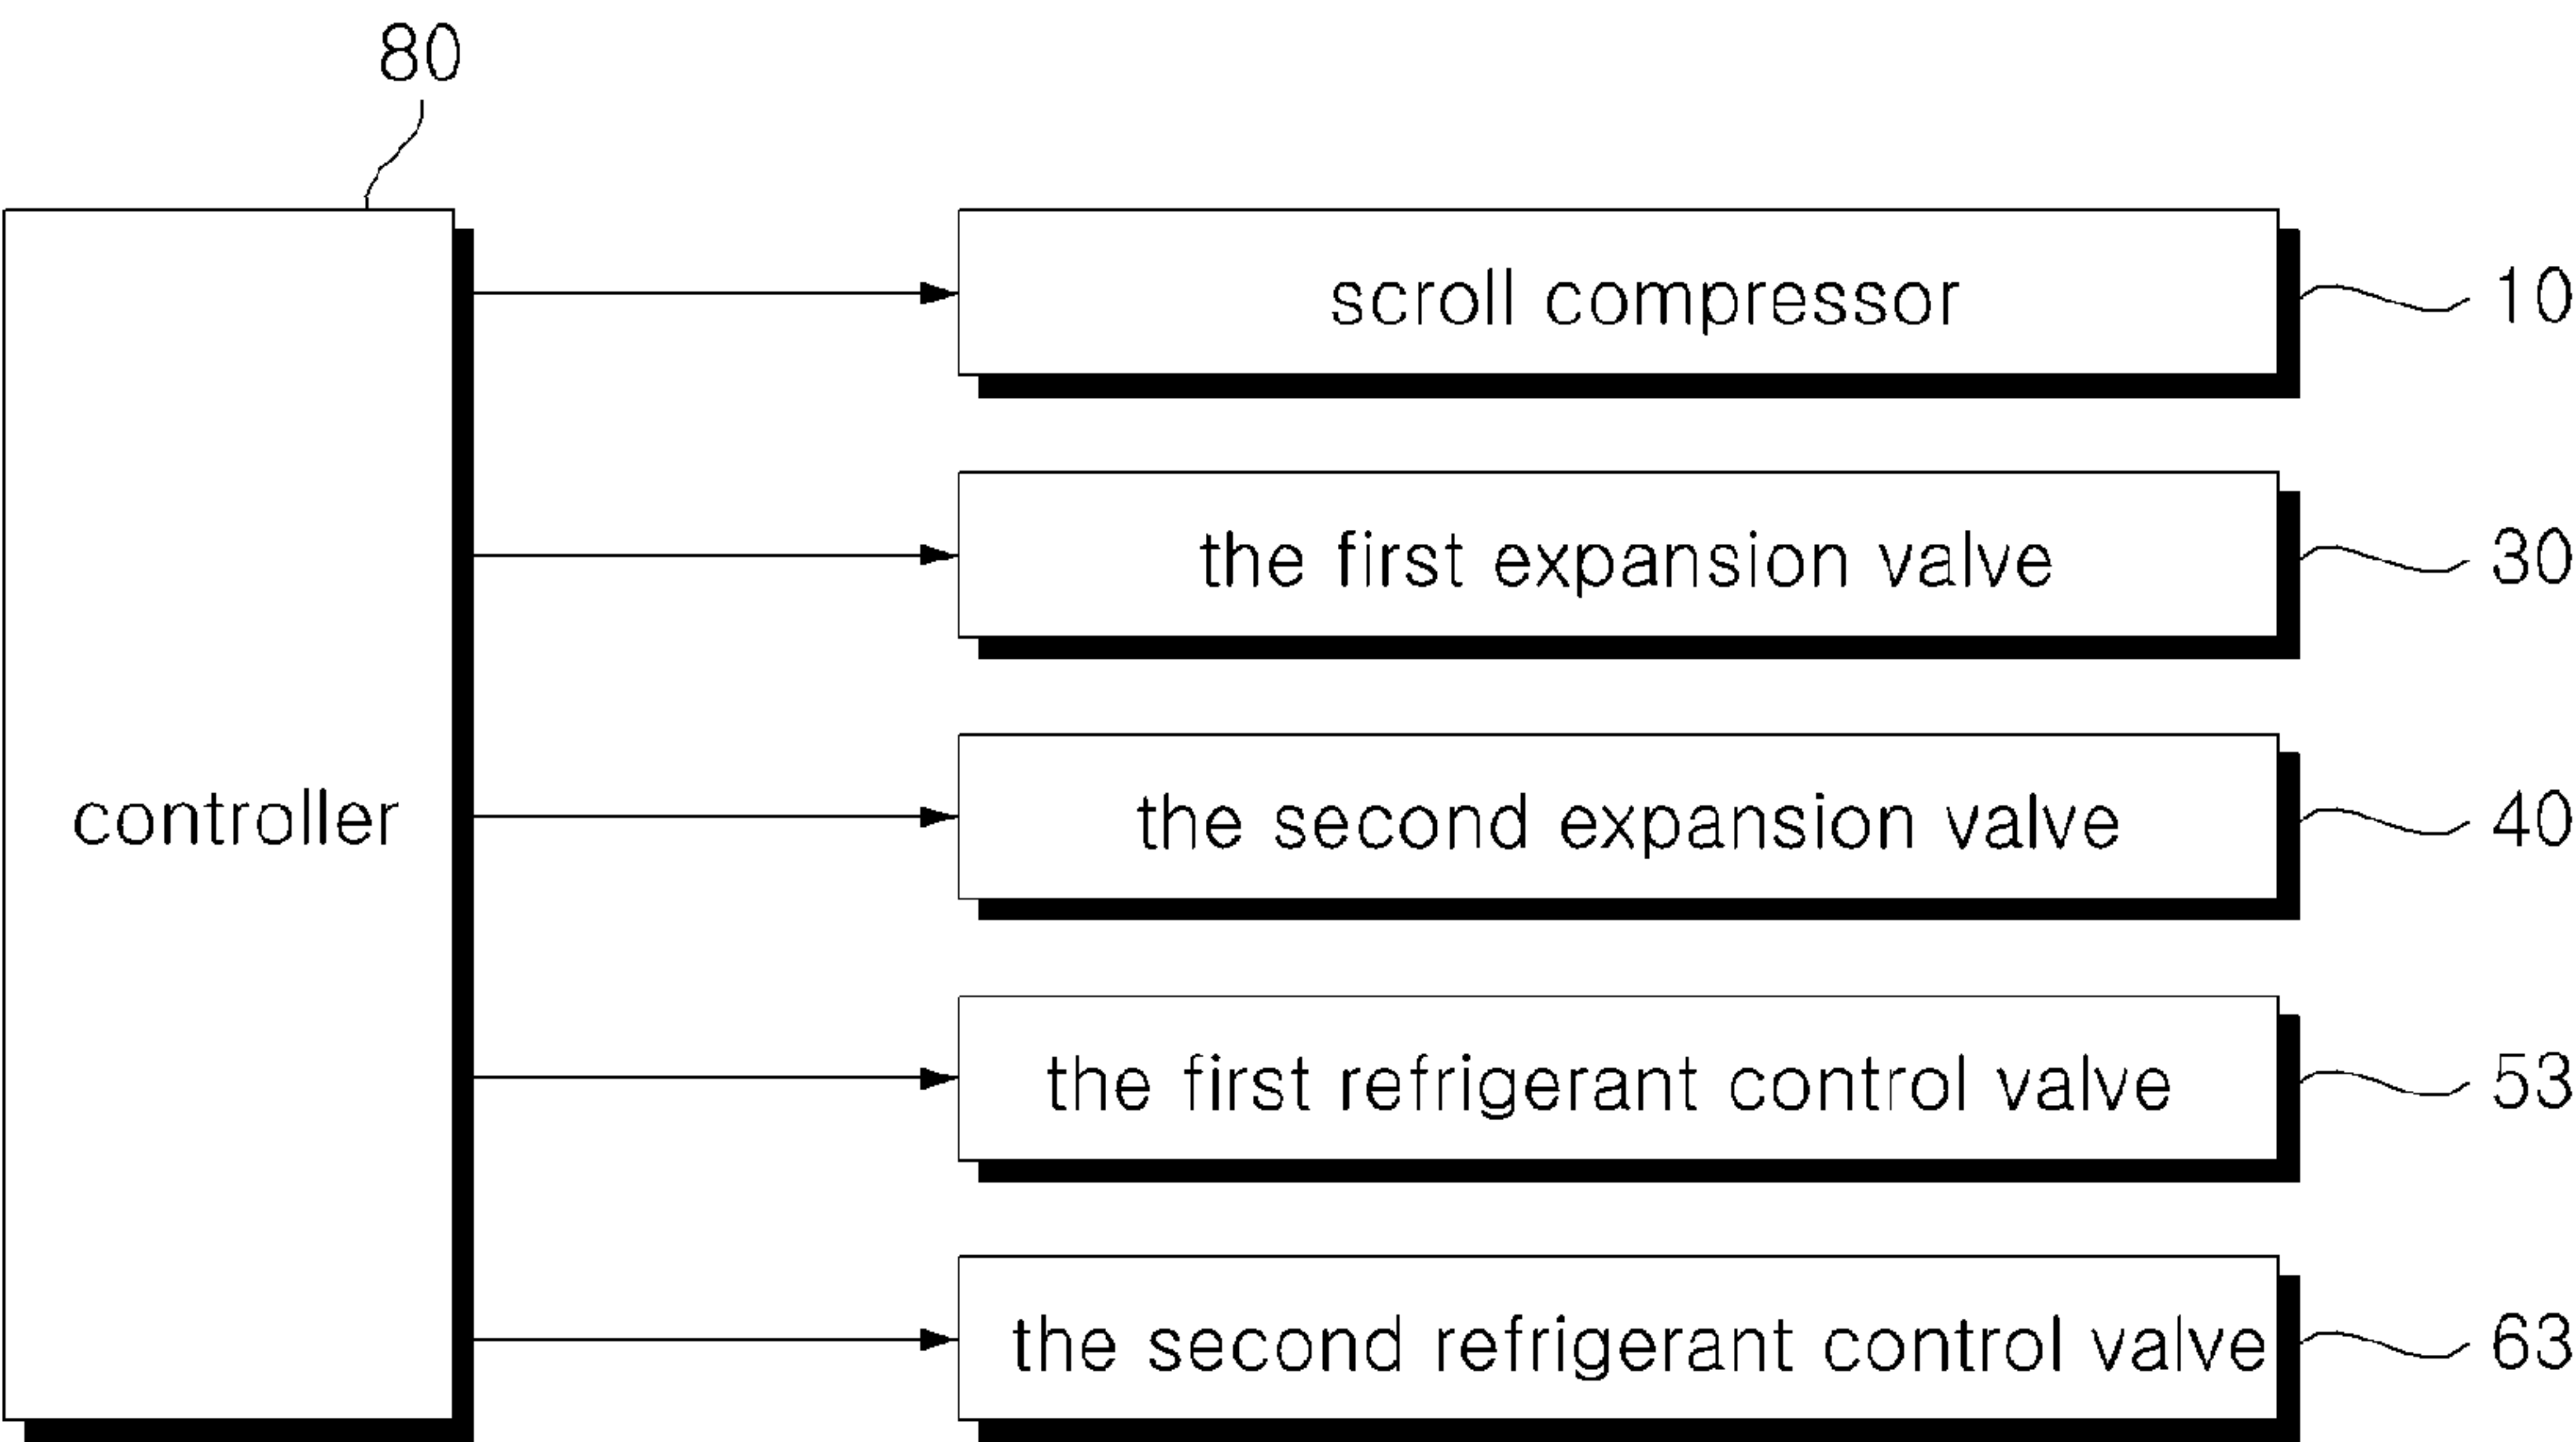 80
scroll compressor 10
the first expansion valve 30
controller the second expansion valve 40
the first refrigerant control valve 53
the second refrigerant control valve 63